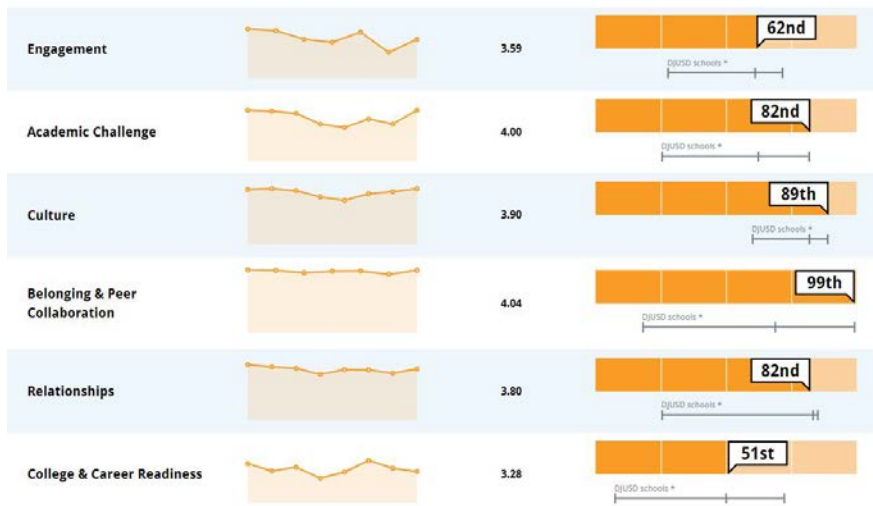 62nd
Engagement
3.59
DJUSD schools *
82nd
Academic Challenge
4.00
DJUSD schools *
89th
Culture
3.90
DJUSD schools *
99th
Belonging & Peer
Collaboration
4.04
DJUSD schools *
82nd
Relationships
3.80
DJUSD schools *
51st
College & Career Readiness
3.28
DJUSD schools *